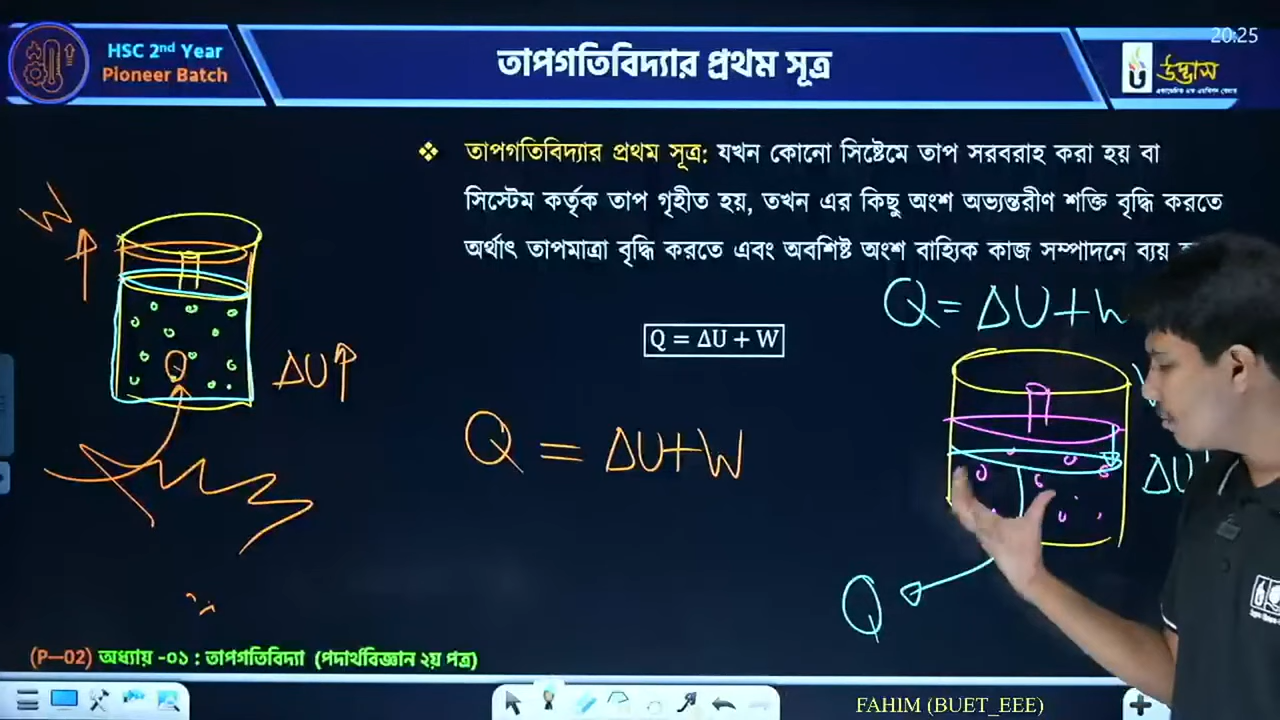 HSC 2nd Year
Pioneer Batch
তাপগতিবিদ্যার প্রথম সূত্র
20:25
উদ্ভাস
❖ তাপগতিবিদ্যার প্রথম সূত্র: যখন কোনো সিষ্টেমে তাপ সরবরাহ করা হয় বা
সিস্টেম কর্তৃক তাপ গৃহীত হয়, তখন এর কিছু অংশ অভ্যন্তরীণ শক্তি বৃদ্ধি করতে
অর্থাৎ তাপমাত্রা বৃদ্ধি করতে এবং অবশিষ্ট অংশ বাহ্যিক কাজ সম্পাদনে ব্যয়
W
Q = ΔU + W
Q = ΔU + W
Q
ΔU↑
Q = ΔU+W
ΔU
Q
(P–02) অধ্যায় -০১ : তাপগতিবিদ্যা (পদার্থবিজ্ঞান ২য় পত্র)
FAHIM (BUET_EEE)